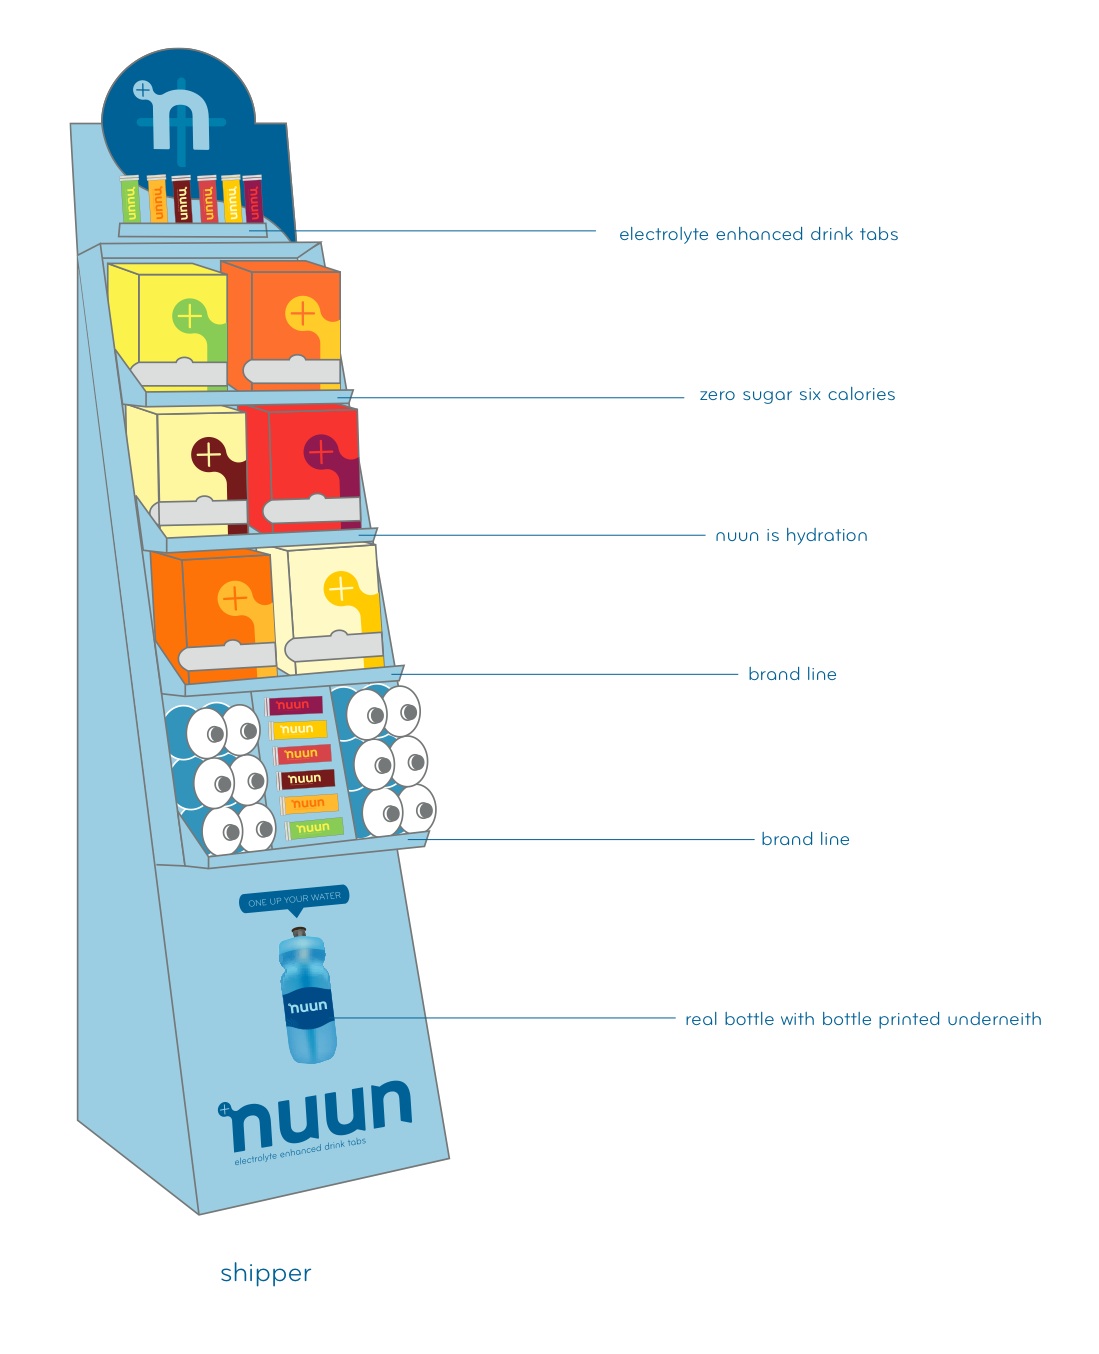 n
nuun nuun nuun nuun nuun nuun
electrolyte enhanced drink tabs
zero sugar six calories
nuun is hydration
brand line
nuun
nuun
nuun
nuun
nuun
nuun
brand line
ONE UP YOUR WATER
nuun
real bottle with bottle printed underneith
nuun
electrolyte enhanced drink tabs
shipper